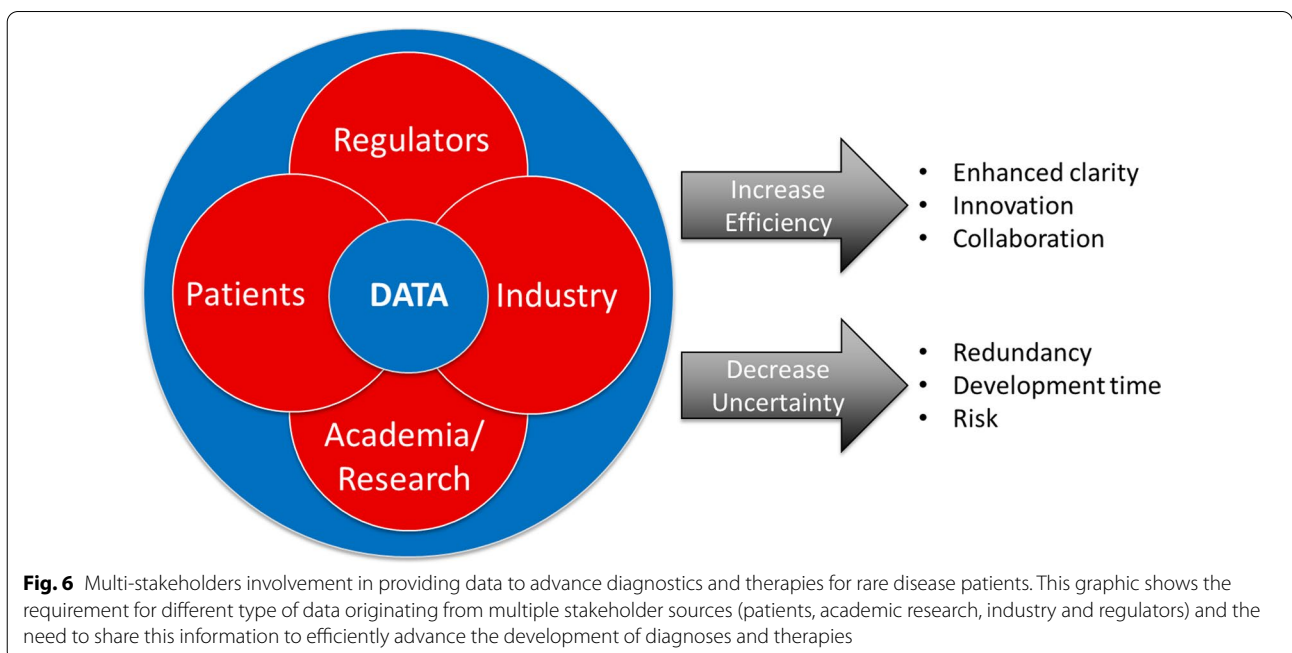 Regulators
Patients
DATA
Industry
Academia/
Research
Increase
Efficiency
• Enhanced clarity
• Innovation
• Collaboration
Decrease
Uncertainty
• Redundancy
• Development time
• Risk
Fig. 6 Multi-stakeholders involvement in providing data to advance diagnostics and therapies for rare disease patients. This graphic shows the
requirement for different type of data originating from multiple stakeholder sources (patients, academic research, industry and regulators) and the
need to share this information to efficiently advance the development of diagnoses and therapies